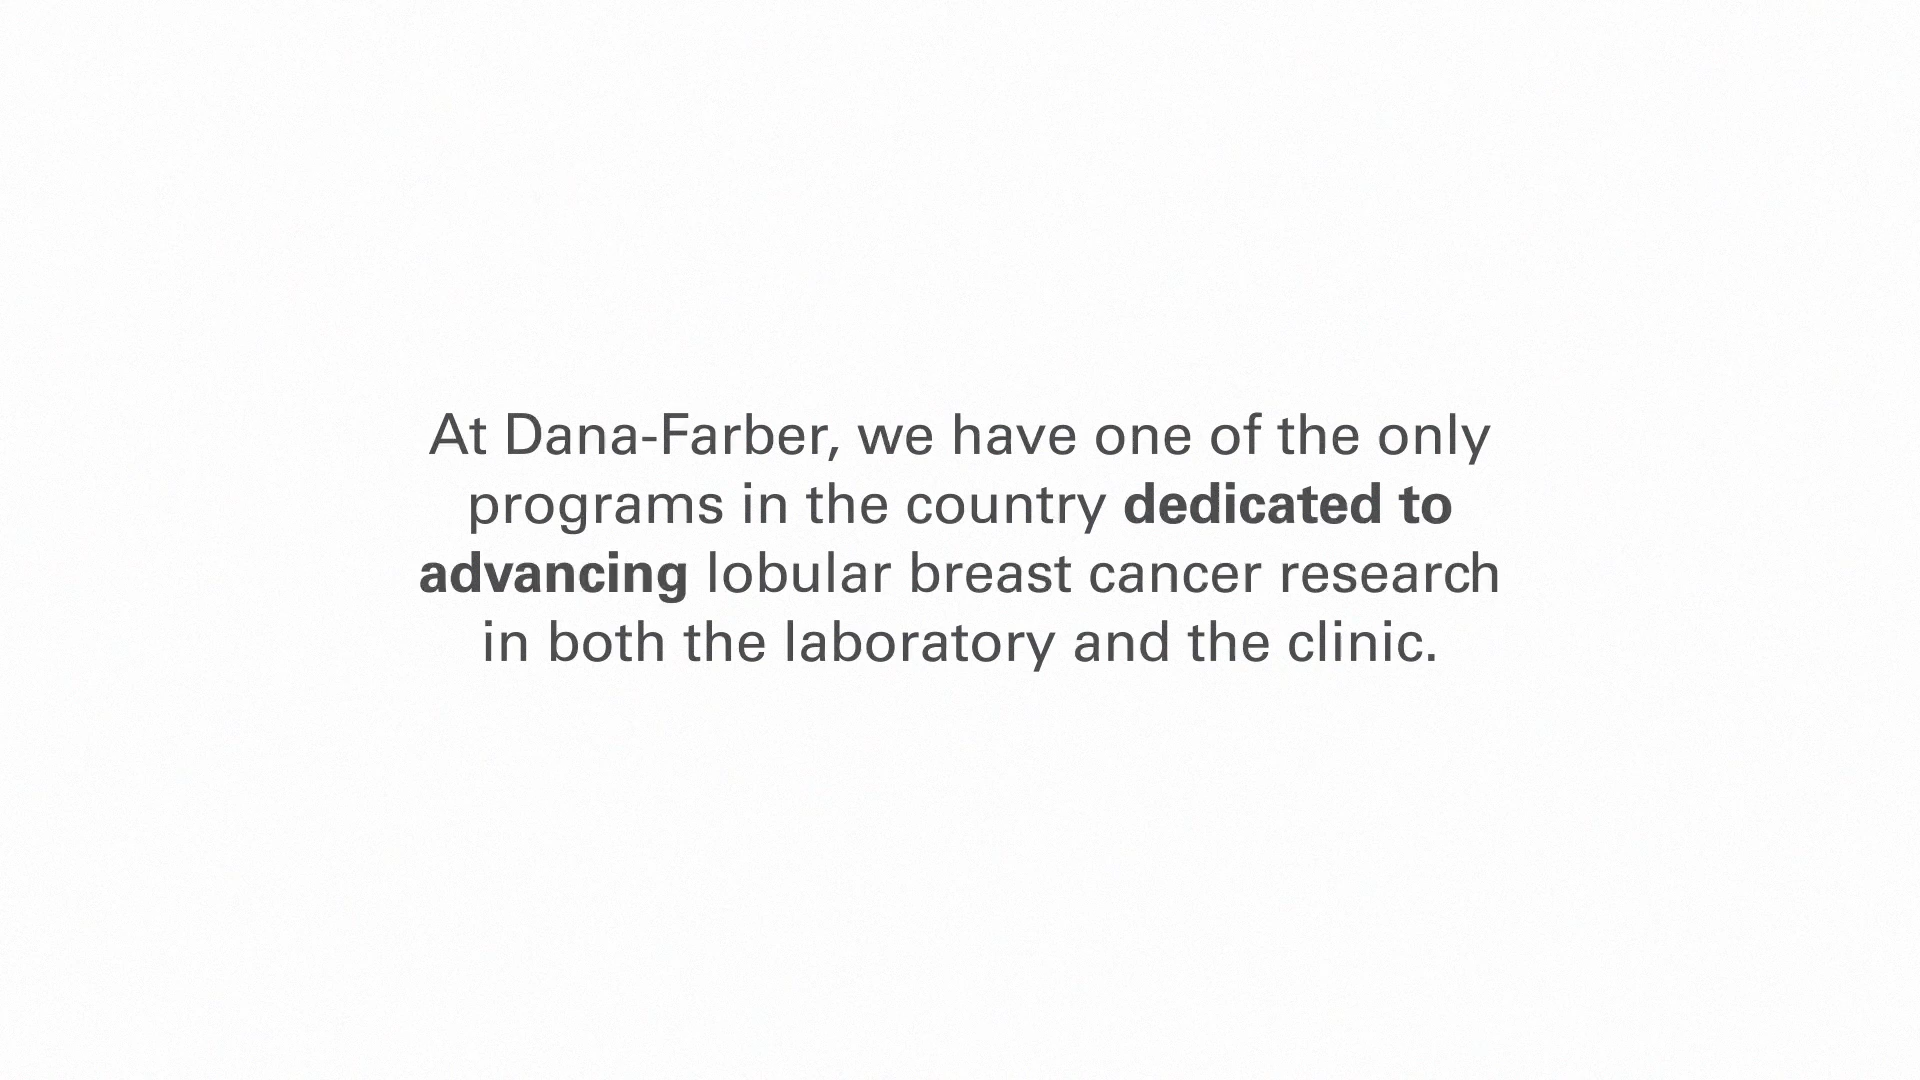 At Dana-Farber, we have one of the only
programs in the country dedicated to
advancing lobular breast cancer research
in both the laboratory and the clinic.